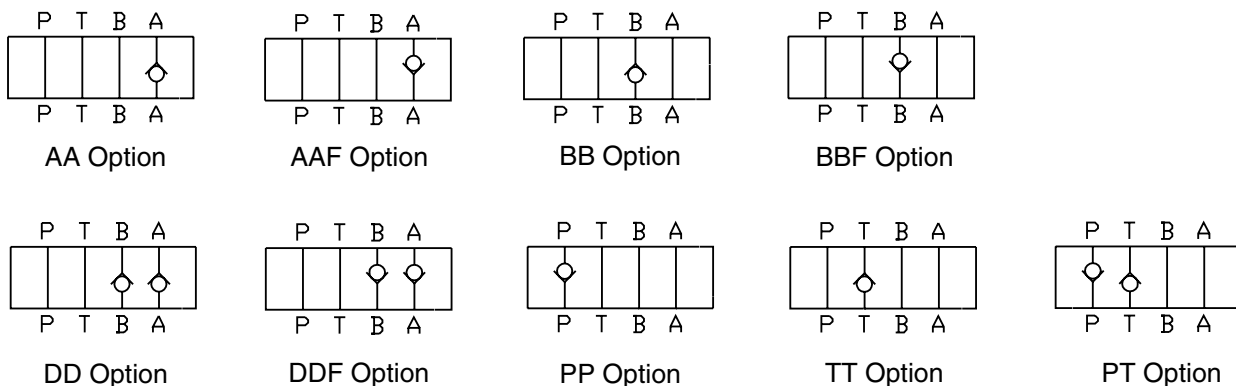 P T B A P T B A P T B A P T B A
P T B A P T B A P T B A P T B A
AA Option AAF Option BB Option BBF Option
P T B A P T B A P T B A P T B A P T B A
P T B A P T B A P T B A P T B A P T B A
DD Option DDF Option PP Option TT Option PT Option